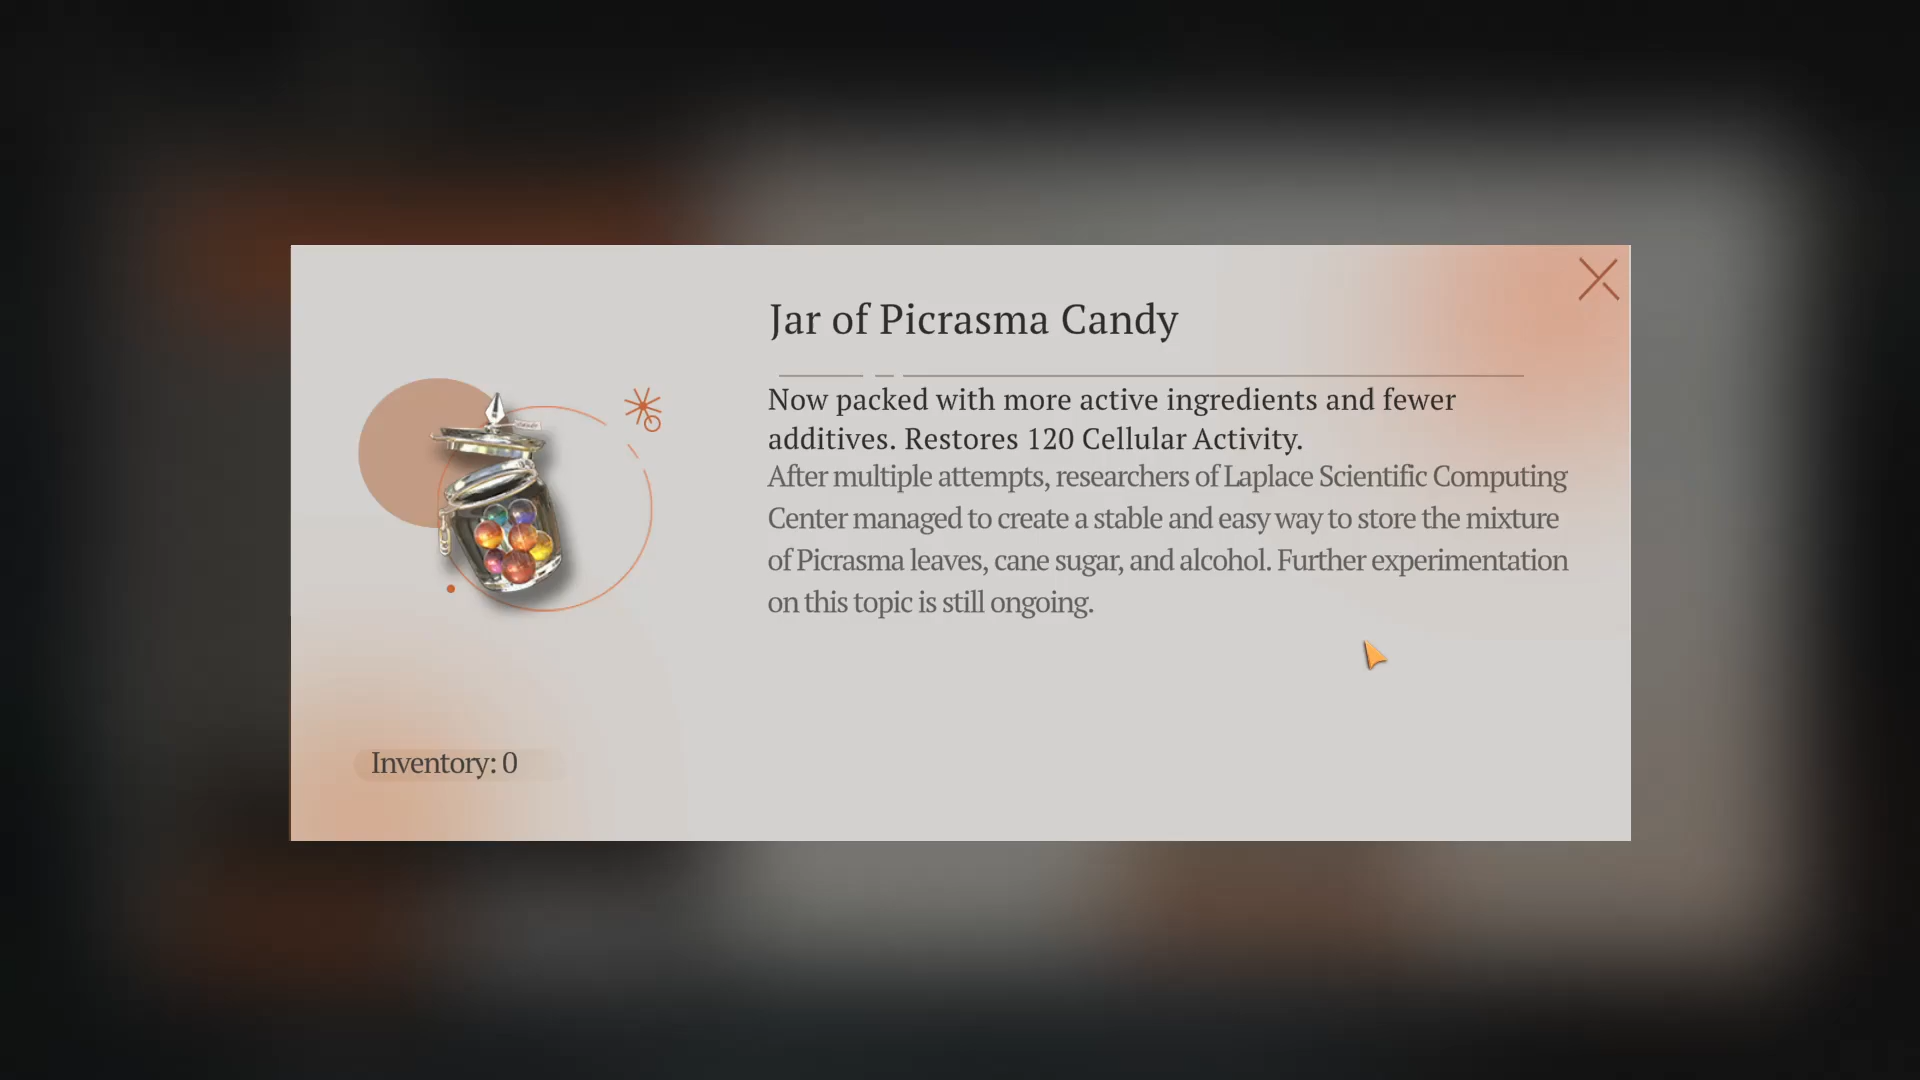 Jar of Picrasma Candy
Now packed with more active ingredients and fewer
additives. Restores 120 Cellular Activity.
After multiple attempts, researchers of Laplace Scientific Computing
Center managed to create a stable and easy way to store the mixture
of Picrasma leaves, cane sugar, and alcohol. Further experimentation
on this topic is still ongoing.
Inventory: 0